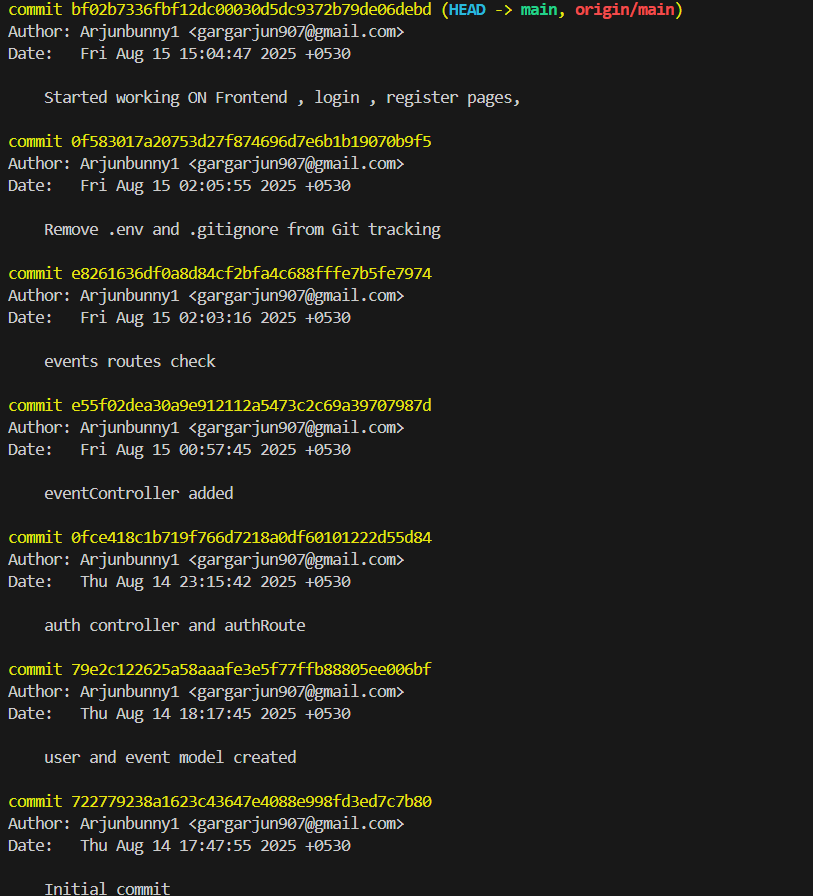 commit bf02b7336fbf12dc00030d5dc9372b79de06debd (HEAD -> main, origin/main)
Author: Arjunbunny1 <gargarjun907@gmail.com>
Date:   Fri Aug 15 15:04:47 2025 +0530
Started working ON Frontend , login , register pages,
commit 0f583017a20753d27f874696d7e6b1b19070b9f5
Author: Arjunbunny1 <gargarjun907@gmail.com>
Date:   Fri Aug 15 02:05:55 2025 +0530
Remove .env and .gitignore from Git tracking
commit e8261636df0a8d84cf2bfa4c688fffe7b5fe7974
Author: Arjunbunny1 <gargarjun907@gmail.com>
Date:   Fri Aug 15 02:03:16 2025 +0530
events routes check
commit e55f02dea30a9e912112a5473c2c69a39707987d
Author: Arjunbunny1 <gargarjun907@gmail.com>
Date:   Fri Aug 15 00:57:45 2025 +0530
eventController added
commit 0fce418c1b719f766d7218a0df60101222d55d84
Author: Arjunbunny1 <gargarjun907@gmail.com>
Date:   Thu Aug 14 23:15:42 2025 +0530
auth controller and authRoute
commit 79e2c122625a58aaafe3e5f77ffb88805ee006bf
Author: Arjunbunny1 <gargarjun907@gmail.com>
Date:   Thu Aug 14 18:17:45 2025 +0530
user and event model created
commit 722779238a1623c43647e4088e998fd3ed7c7b80
Author: Arjunbunny1 <gargarjun907@gmail.com>
Date:   Thu Aug 14 17:47:55 2025 +0530
Initial commit